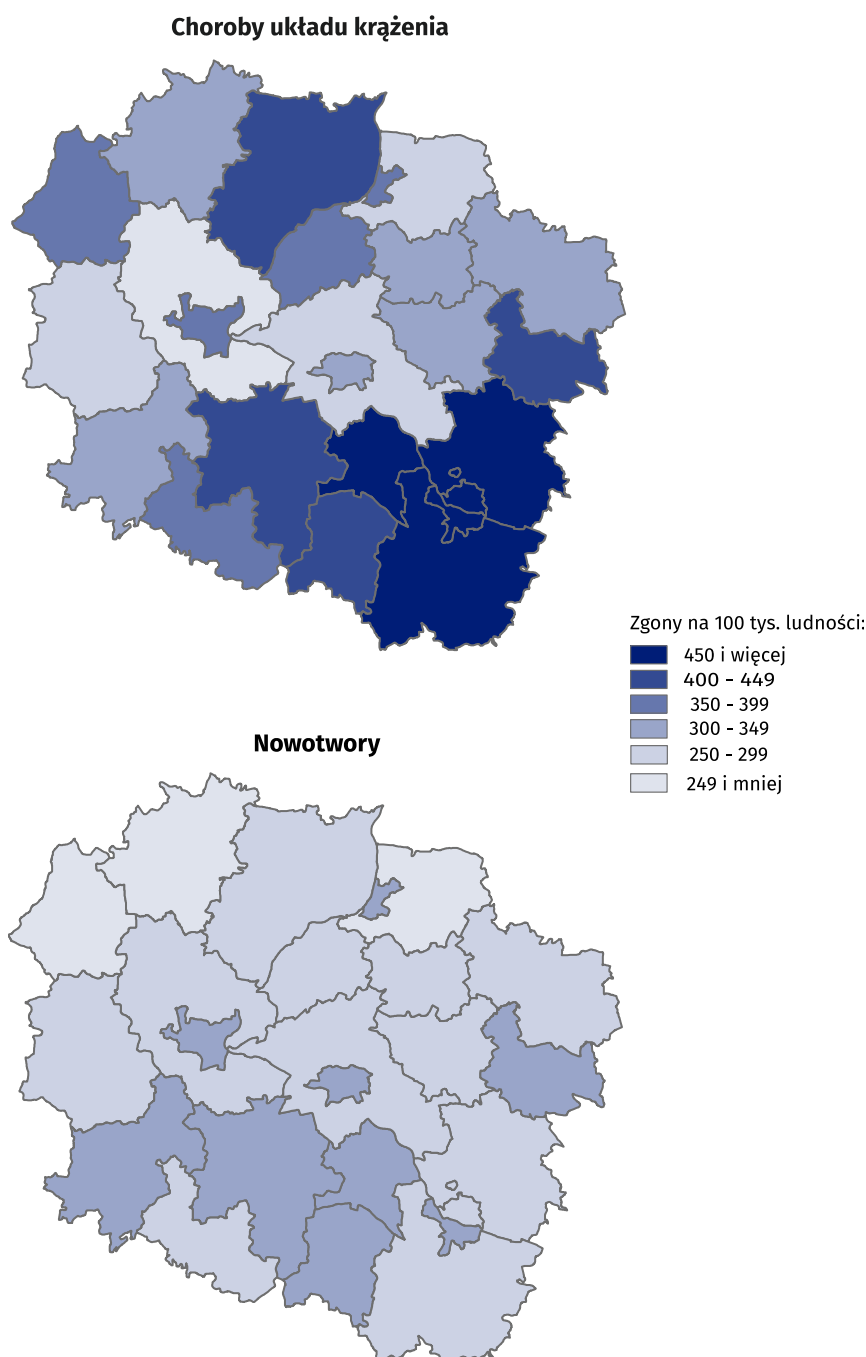 Choroby układu krążenia
Zgony na 100 tys. ludności:
450 i więcej
400 - 449
350 - 399
300 - 349
250 - 299
249 i mniej
Nowotwory